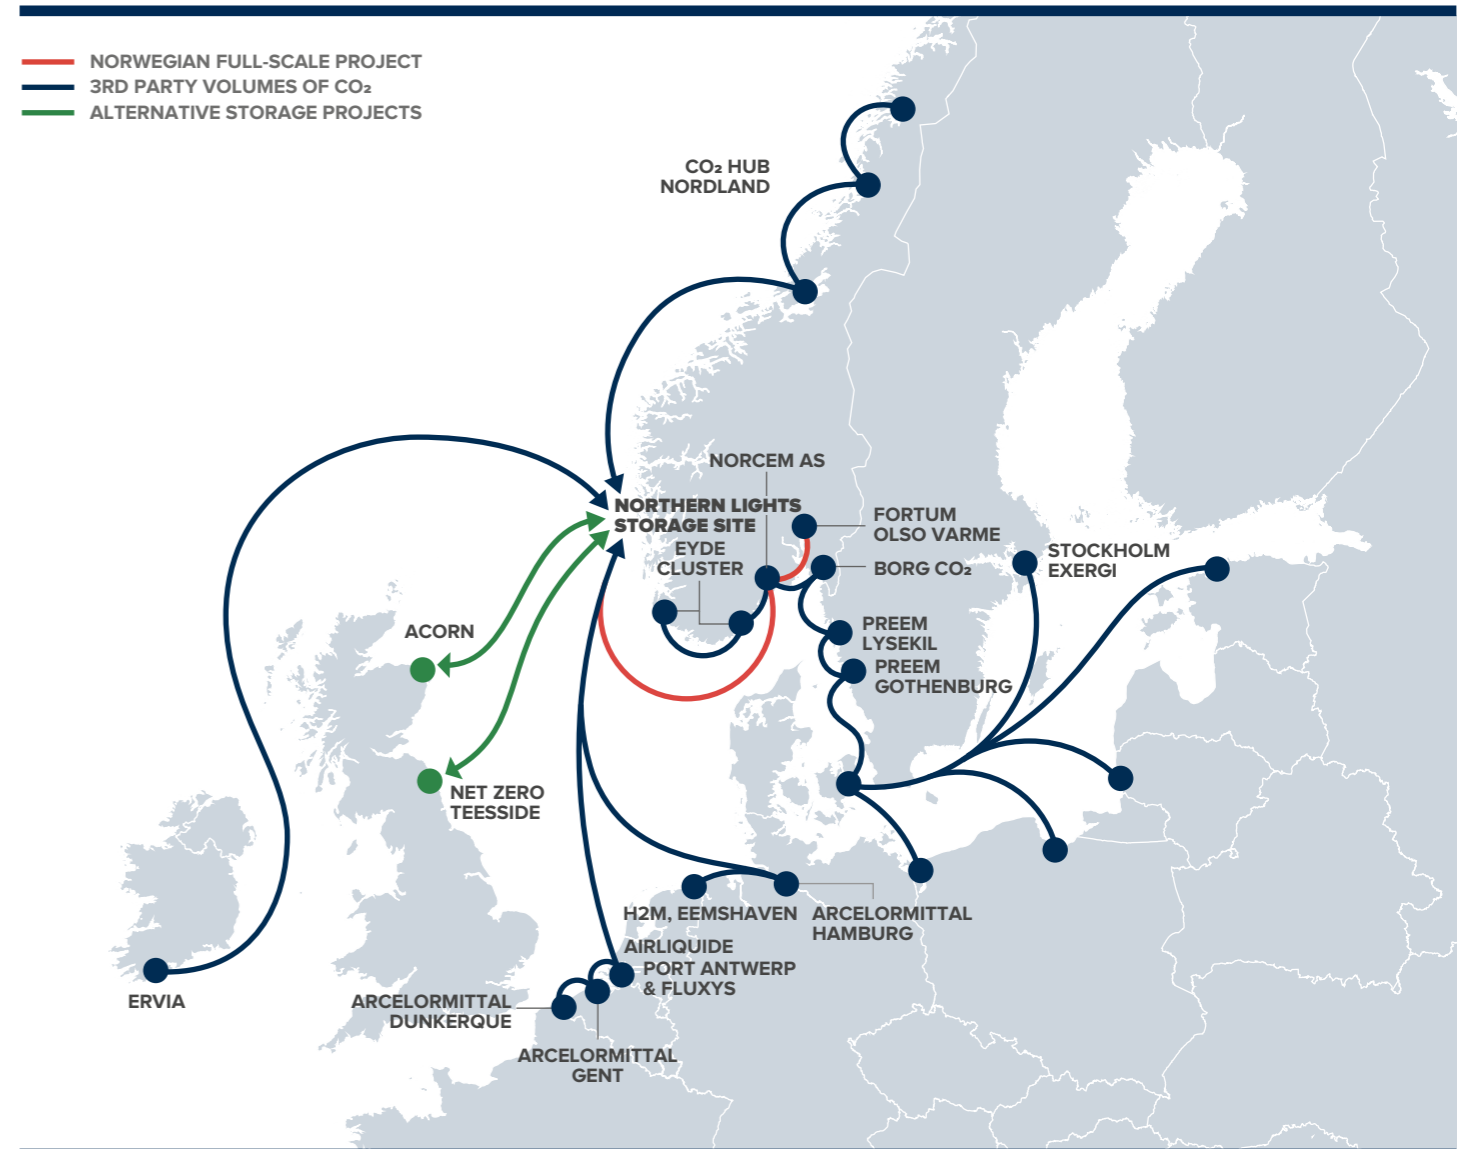 NORWEGIAN FULL-SCALE PROJECT
3RD PARTY VOLUMES OF CO₂
ALTERNATIVE STORAGE PROJECTS
CO₂ HUB
NORDLAND
NORCEM AS
NORTHERN LIGHTS
STORAGE SITE
EYDE
CLUSTER
FORTUM
OLSO VARME
BORG CO₂
STOCKHOLM
EXERGI
ACORN
PREEM
LYSEKIL
PREEM
GOTHENBURG
NET ZERO
TEESSIDE
H2M, EEMSHAVEN
ARCELORMITTAL
HAMBURG
AIRLIQUIDE
PORT ANTWERP
& FLUXYS
ERVIA
ARCELORMITTAL
DUNKERQUE
ARCELORMITTAL
GENT